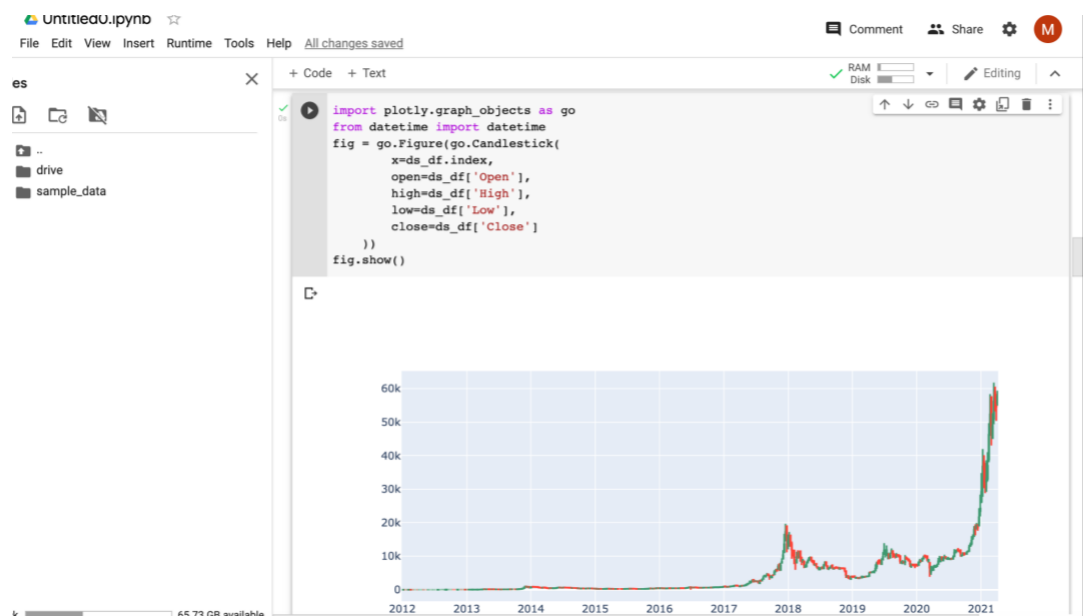 Untitled0.ipynb
Comment Share M
File Edit View Insert Runtime Tools Help All changes saved
es
+ Code + Text
RAM
Disk
Editing
0s
import plotly.graph_objects as go
from datetime import datetime
fig = go.Figure(go.Candlestick(
x=ds_df.index,
open=ds_df['Open'],
high=ds_df['High'],
low=ds_df['Low'],
close=ds_df['Close']
))
fig.show()
..
drive
sample_data
60k
50k
40k
30k
20k
10k
0
2012 2013 2014 2015 2016 2017 2018 2019 2020 2021
k 65.73 GB available